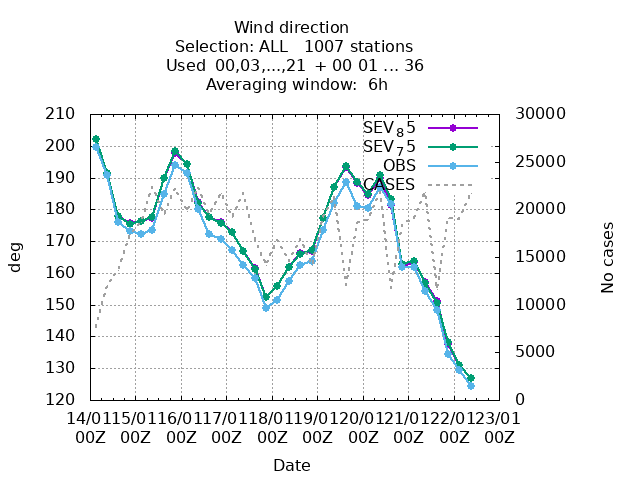 Wind direction
Selection: ALL   1007 stations
Used  00,03,...,21  + 00 01 ... 36
Averaging window:  6h
210 30000
200 25000
190
180 20000
170
160 15000
150 10000
140
130 5000
120 0
SEV₈5
SEV₇5
OBS
CASES
deg
No cases
14/01 15/01 16/01 17/01 18/01 19/01 20/01 21/01 22/01 23/01
00Z 00Z 00Z 00Z 00Z 00Z 00Z 00Z 00Z 00Z
Date